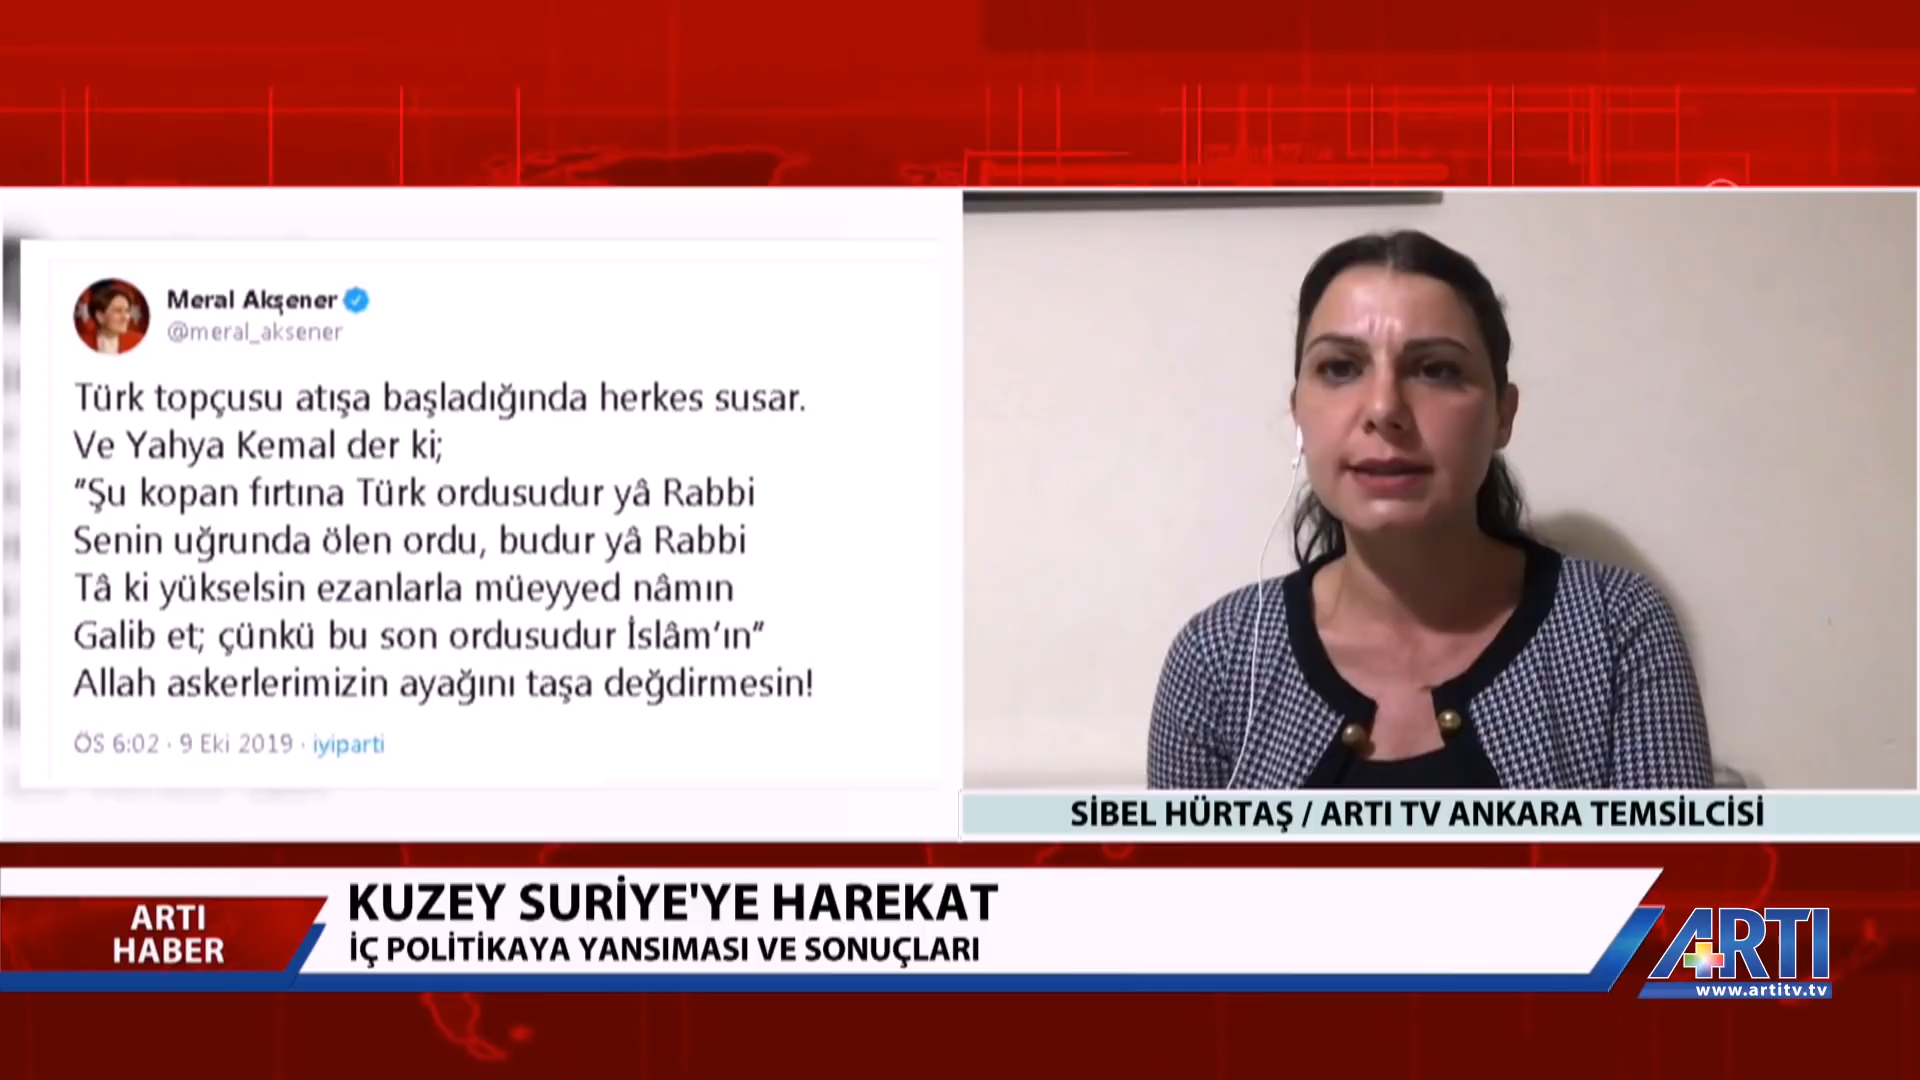 Meral Akşener
@meral_aksener
Türk topçusu atışa başladığında herkes susar.
Ve Yahya Kemal der ki;
"Şu kopan fırtına Türk ordusudur yâ Rabbi
Senin uğrunda ölen ordu, budur yâ Rabbi
Tâ ki yükselsin ezanlarla müeyyed nâmın
Galib et; çünkü bu son ordusudur İslâm'ın"
Allah askerlerimizin ayağını taşa değdirmesin!
ÖS 6:02 · 9 Eki 2019 · iyiparti
SİBEL HÜRTAŞ / ARTI TV ANKARA TEMSİLCİSİ
ARTI
HABER
KUZEY SURİYE'YE HAREKAT
İÇ POLİTİKAYA YANSIMASI VE SONUÇLARI
ARTI
www.artitv.tv